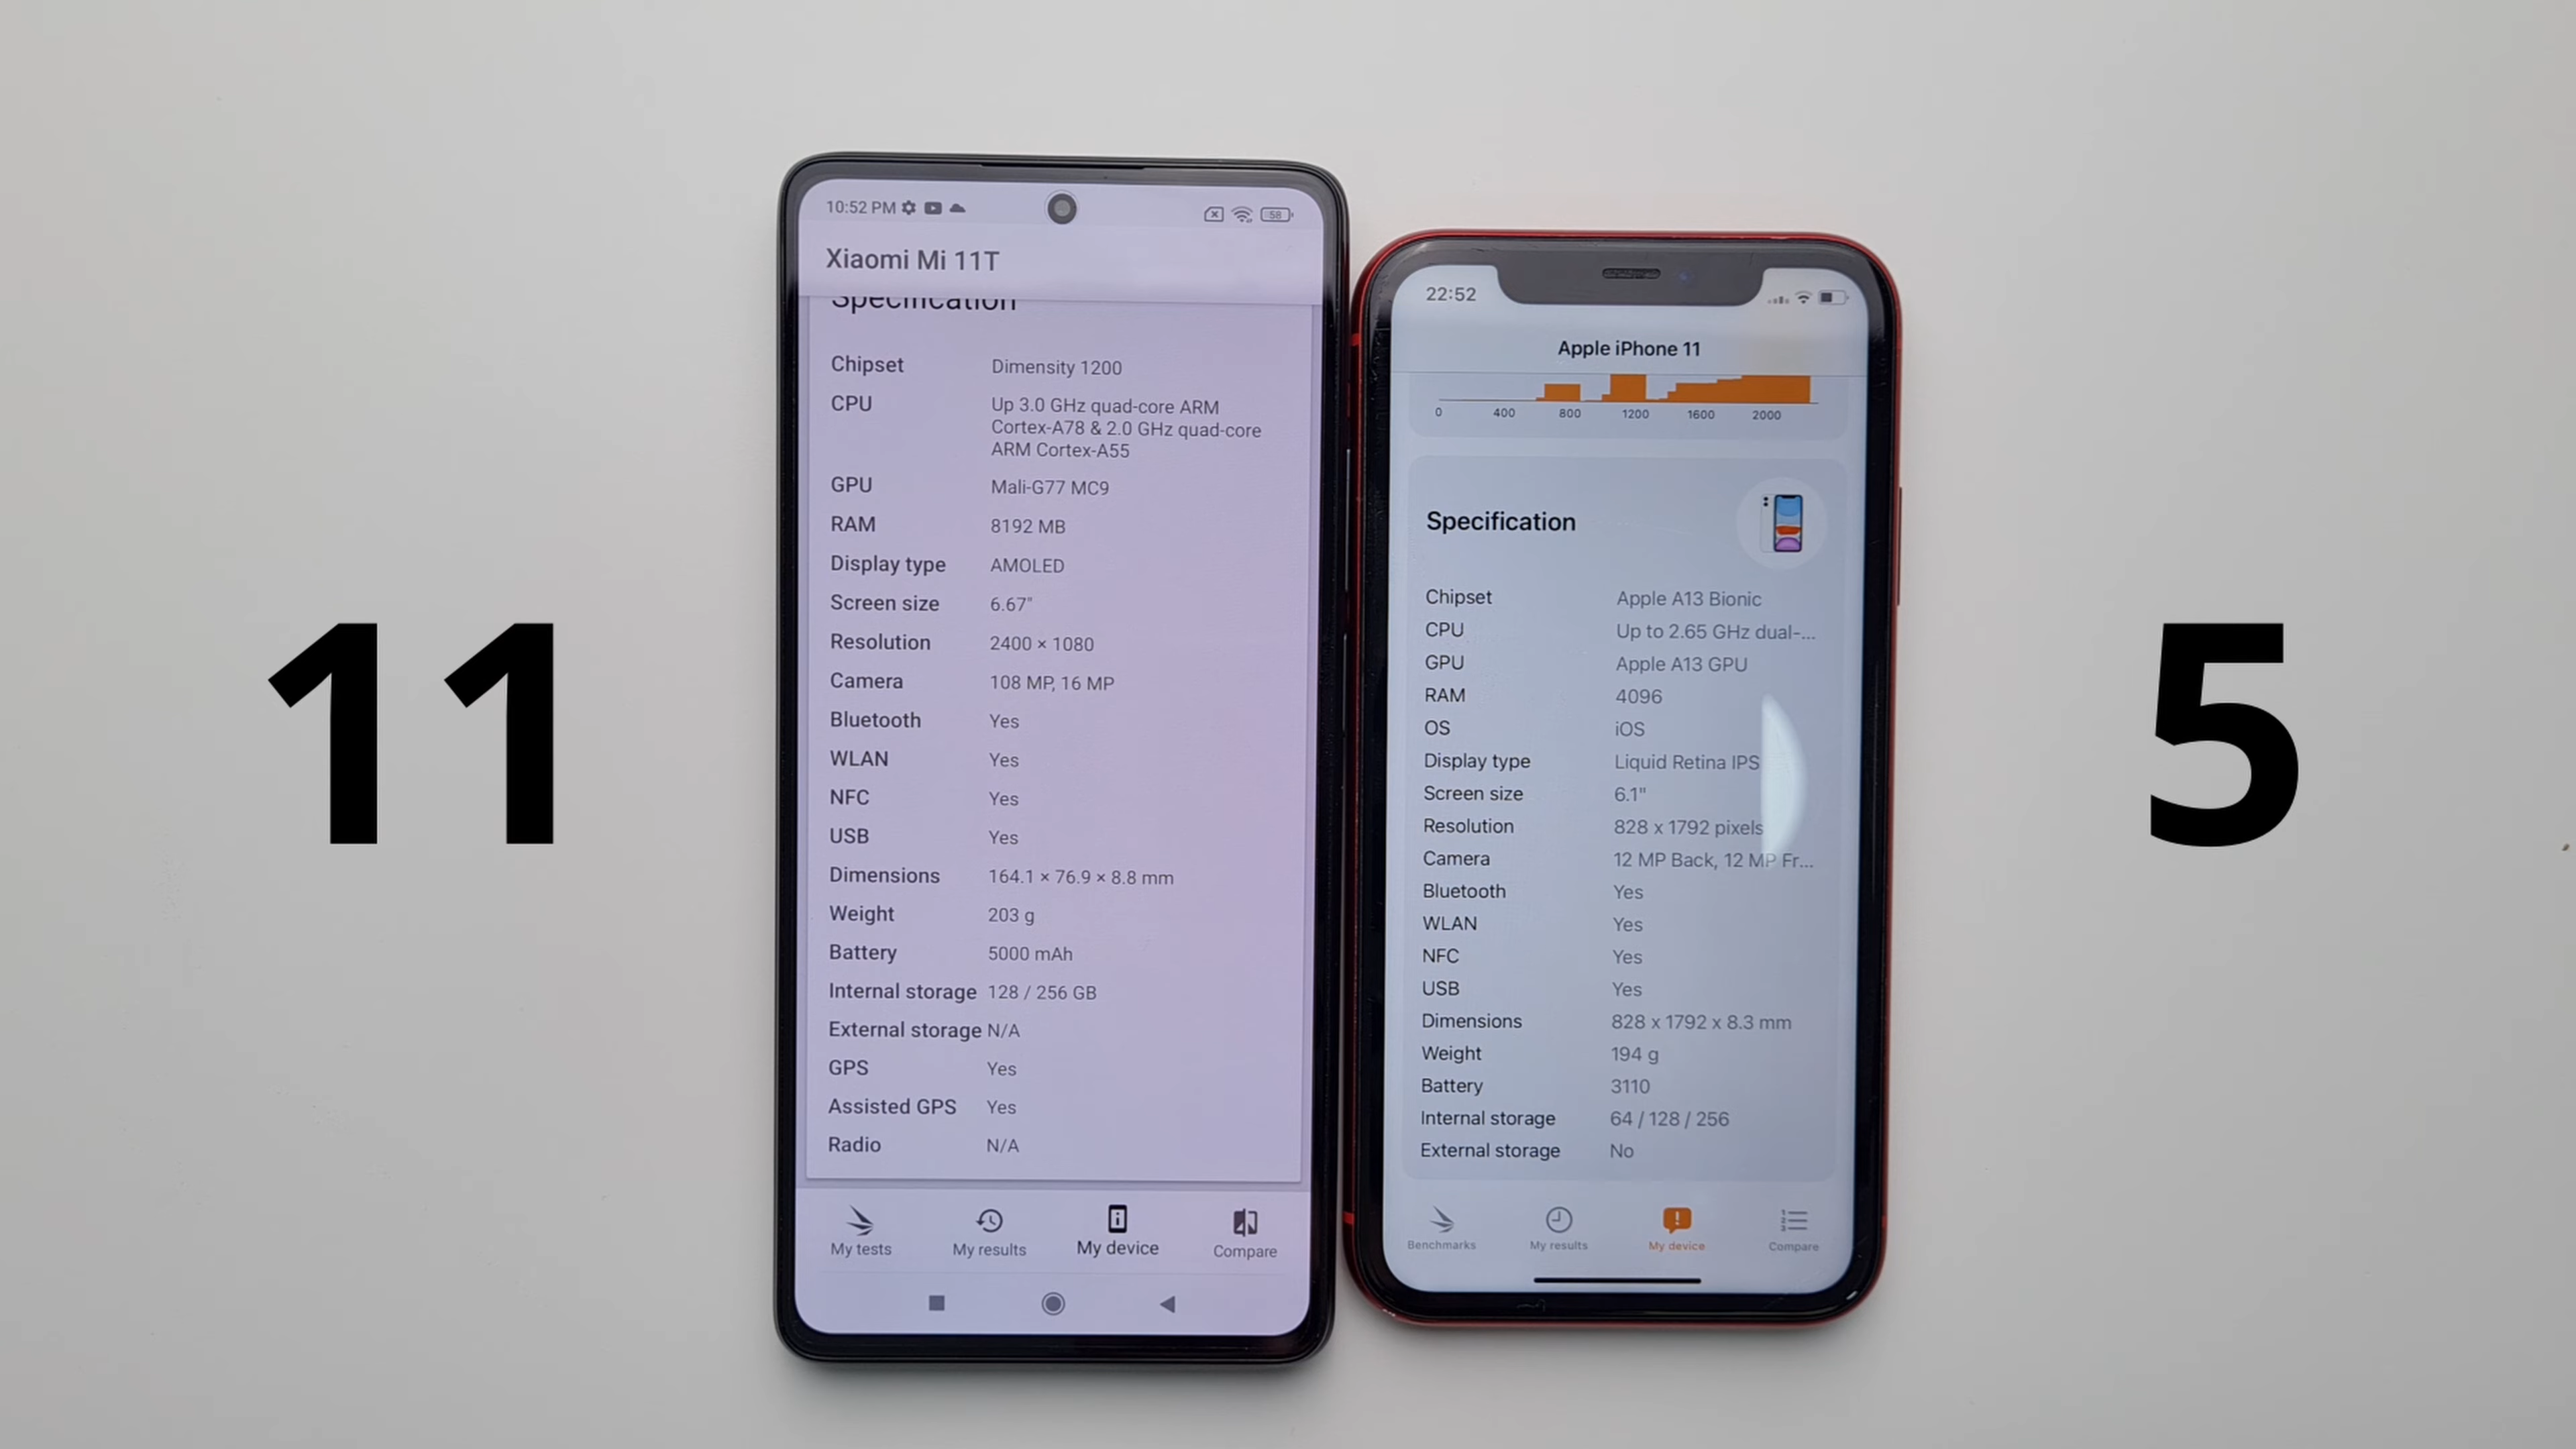 11
10:52 PM
58
Xiaomi Mi 11T
Specification
Chipset Dimensity 1200
CPU Up 3.0 GHz quad-core ARM
Cortex-A78 & 2.0 GHz quad-core
ARM Cortex-A55
GPU Mali-G77 MC9
RAM 8192 MB
Display type AMOLED
Screen size 6.67"
Resolution 2400 × 1080
Camera 108 MP, 16 MP
Bluetooth Yes
WLAN Yes
NFC Yes
USB Yes
Dimensions 164.1 × 76.9 × 8.8 mm
Weight 203 g
Battery 5000 mAh
Internal storage 128 / 256 GB
External storage N/A
GPS Yes
Assisted GPS Yes
Radio N/A
My tests My results My device Compare
22:52
Apple iPhone 11
0 400 800 1200 1600 2000
Specification
Chipset Apple A13 Bionic
CPU Up to 2.65 GHz dual-...
GPU Apple A13 GPU
RAM 4096
OS iOS
Display type Liquid Retina IPS
Screen size 6.1"
Resolution 828 x 1792 pixels
Camera 12 MP Back, 12 MP Fr...
Bluetooth Yes
WLAN Yes
NFC Yes
USB Yes
Dimensions 828 x 1792 x 8.3 mm
Weight 194 g
Battery 3110
Internal storage 64 / 128 / 256
External storage No
Benchmarks My results My device Compare
5